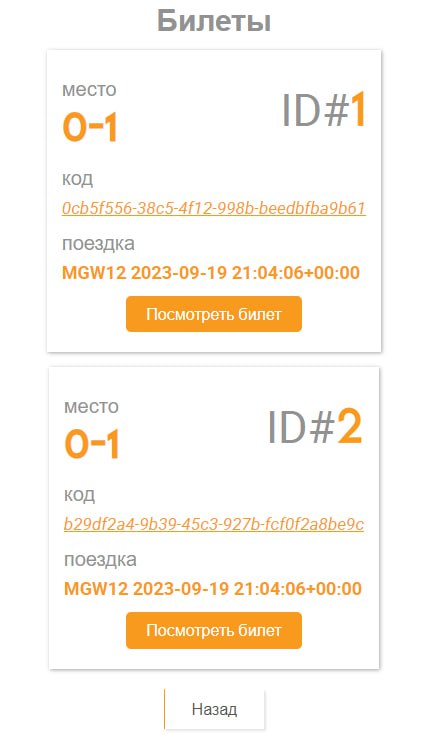 Билеты
место
0-1
ID#1
код
0cb5f556-38c5-4f12-998b-beedbfba9b61
поездка
MGW12 2023-09-19 21:04:06+00:00
Посмотреть билет
место
0-1
ID#2
код
b29df2a4-9b39-45c3-927b-fcf0f2a8be9c
поездка
MGW12 2023-09-19 21:04:06+00:00
Посмотреть билет
Назад